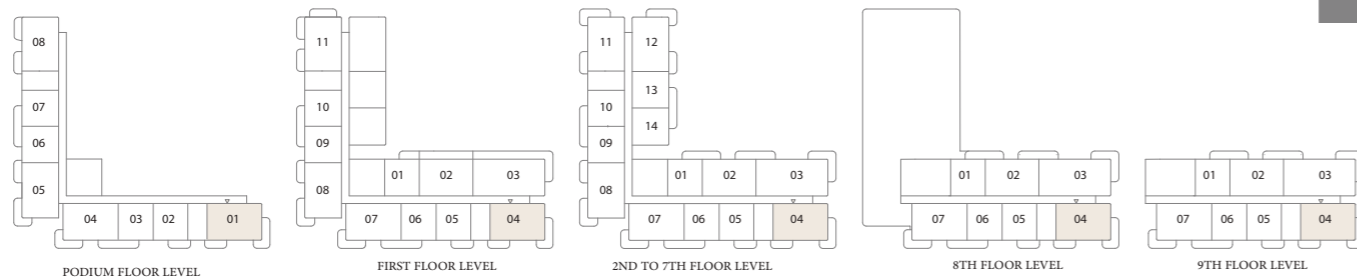 08
07
06
05
04 03 02 01
PODIUM FLOOR LEVEL
11
10
09
08
01 02 03
07 06 05 04
FIRST FLOOR LEVEL
11 12
13
10
14
09
08
01 02 03
07 06 05 04
2ND TO 7TH FLOOR LEVEL
01 02 03
07 06 05 04
8TH FLOOR LEVEL
01 02 03
07 06 05 04
9TH FLOOR LEVEL